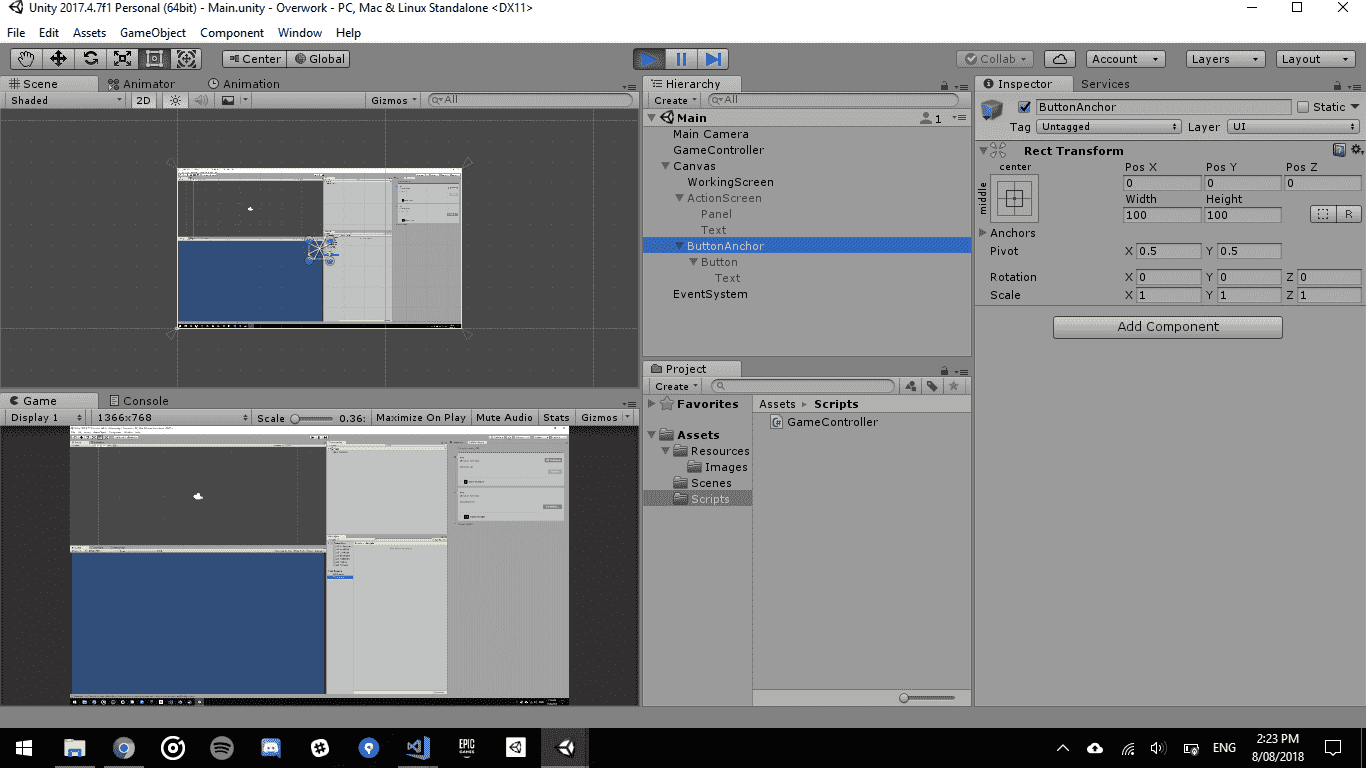 Unity 2017.4.7f1 Personal (64bit) - Main.unity - Overwork - PC, Mac & Linux Standalone <DX11>
File Edit Assets GameObject Component Window Help
Center Global Collab Account Layers Layout
Scene Animator Animation
Shaded 2D Gizmos All
Hierarchy
Create All
Main 1
Main Camera
GameController
Canvas
WorkingScreen
ActionScreen
Panel
Text
ButtonAnchor
Button
Text
EventSystem
Inspector Services
ButtonAnchor Static
Tag Untagged Layer UI
Rect Transform
center Pos X Pos Y Pos Z
middle 0 0 0
Width Height
100 100 R
Anchors
Pivot X 0.5 Y 0.5
Rotation X 0 Y 0 Z 0
Scale X 1 Y 1 Z 1
Add Component
Game Console
Display 1 1366x768 Scale 0.36: Maximize On Play Mute Audio Stats Gizmos
Project
Create
Favorites
Assets
Resources
Images
Scenes
Scripts
Assets Scripts
GameController
EPIC GAMES
ENG
2:23 PM
8/08/2018